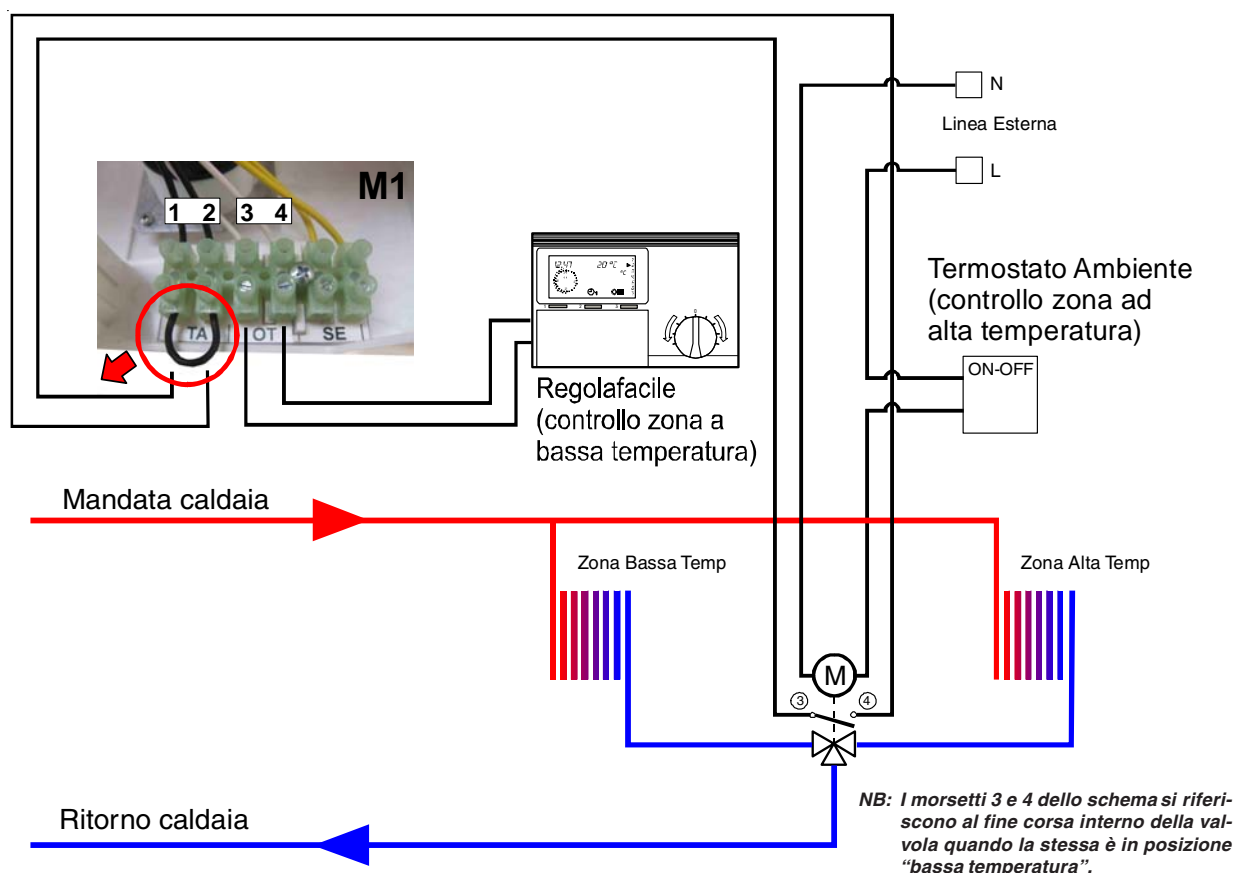 N
Linea Esterna
L
M1
1 2 3 4
TA OT SE
12:47 20 °C
°C
Termostato Ambiente
(controllo zona ad
alta temperatura)
ON-OFF
Regolafacile
(controllo zona a
bassa temperatura)
Mandata caldaia
Zona Bassa Temp
Zona Alta Temp
M
3 4
Ritorno caldaia
NB: I morsetti 3 e 4 dello schema si riferi-
scono al fine corsa interno della val-
vola quando la stessa è in posizione
“bassa temperatura”.